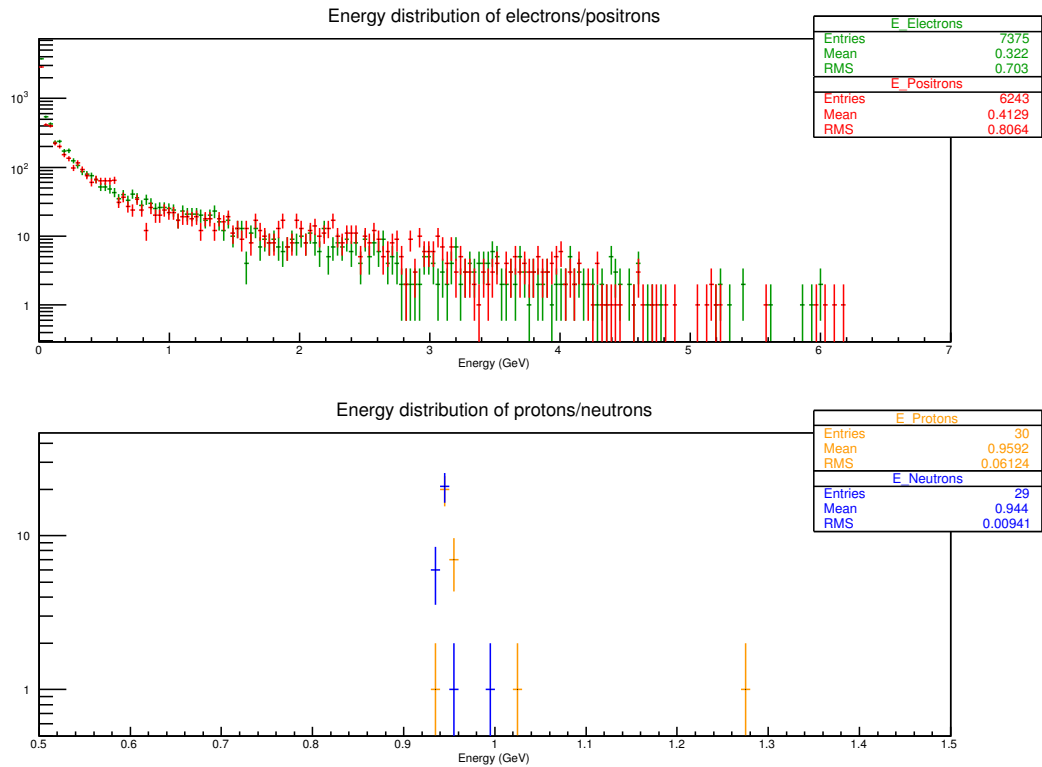 Energy distribution of electrons/positrons
E_Electrons
Entries 7375
Mean 0.322
RMS 0.703
E_Positrons
Entries 6243
Mean 0.4129
RMS 0.8064
10³
10²
10
1
0 1 2 3 4 5 6 7
Energy (GeV)
Energy distribution of protons/neutrons
E_Protons
Entries 30
Mean 0.9592
RMS 0.06124
E_Neutrons
Entries 29
Mean 0.944
RMS 0.00941
10
1
0.5 0.6 0.7 0.8 0.9 1 1.1 1.2 1.3 1.4 1.5
Energy (GeV)